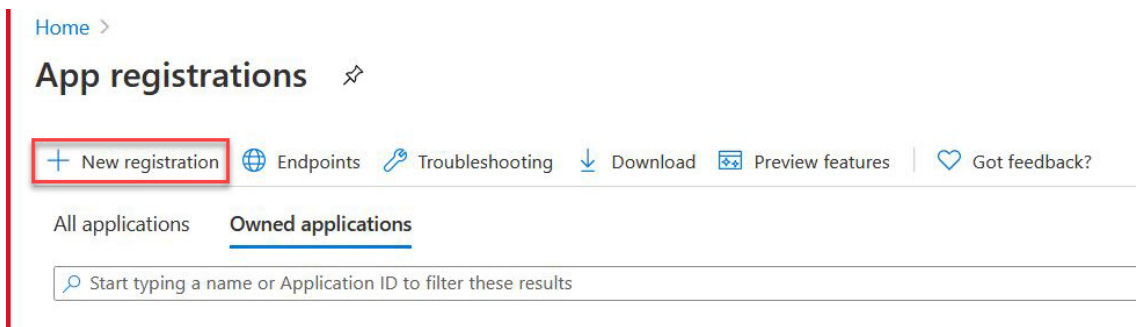 Home >
App registrations
+ New registration Endpoints Troubleshooting Download Preview features Got feedback?
All applications Owned applications
Start typing a name or Application ID to filter these results